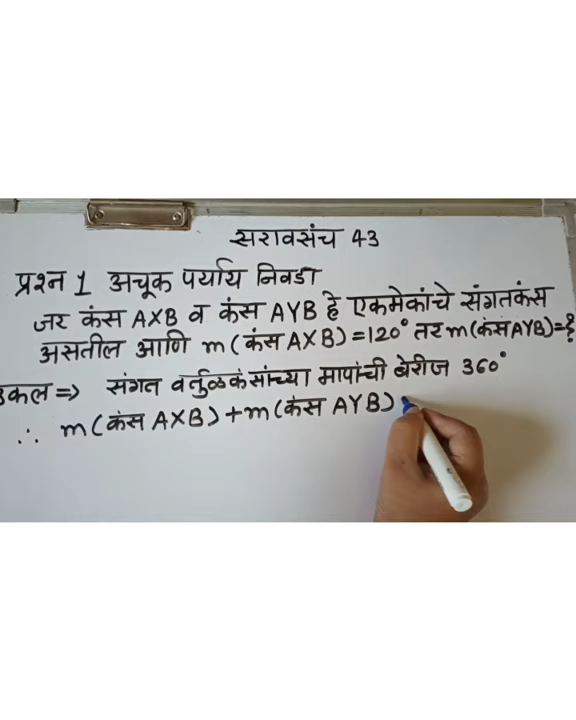 सरावसंच 43
प्रश्न 1 अचूक पर्याय निवडा
जर कंस AXB व कंस AYB हे एकमेकांचे संगतकंस
असतील आणि m(कंस AXB)=120° तर m(कंस AYB)=?
उकल => संगत वर्तुळकंसांच्या मापांची बेरीज 360°
∴ m(कंस AXB)+m(कंस AYB)